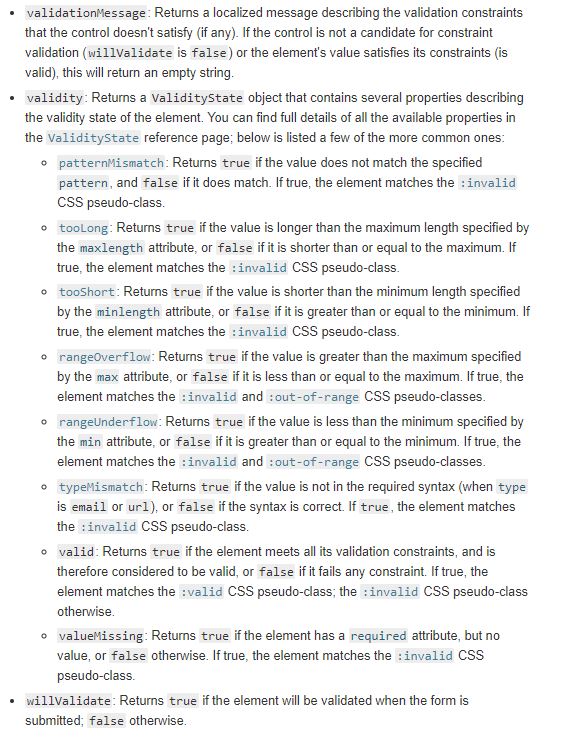 • validationMessage: Returns a localized message describing the validation constraints
that the control doesn't satisfy (if any). If the control is not a candidate for constraint
validation (willValidate is false) or the element's value satisfies its constraints (is
valid), this will return an empty string.
• validity: Returns a ValidityState object that contains several properties describing
the validity state of the element. You can find full details of all the available properties in
the ValidityState reference page; below is listed a few of the more common ones:
◦ patternMismatch: Returns true if the value does not match the specified
pattern, and false if it does match. If true, the element matches the :invalid
CSS pseudo-class.
◦ tooLong: Returns true if the value is longer than the maximum length specified by
the maxlength attribute, or false if it is shorter than or equal to the maximum. If
true, the element matches the :invalid CSS pseudo-class.
◦ tooShort: Returns true if the value is shorter than the minimum length specified
by the minlength attribute, or false if it is greater than or equal to the minimum. If
true, the element matches the :invalid CSS pseudo-class.
◦ rangeOverflow: Returns true if the value is greater than the maximum specified
by the max attribute, or false if it is less than or equal to the maximum. If true, the
element matches the :invalid and :out-of-range CSS pseudo-classes.
◦ rangeUnderflow: Returns true if the value is less than the minimum specified by
the min attribute, or false if it is greater than or equal to the minimum. If true, the
element matches the :invalid and :out-of-range CSS pseudo-classes.
◦ typeMismatch: Returns true if the value is not in the required syntax (when type
is email or url), or false if the syntax is correct. If true, the element matches
the :invalid CSS pseudo-class.
◦ valid: Returns true if the element meets all its validation constraints, and is
therefore considered to be valid, or false if it fails any constraint. If true, the
element matches the :valid CSS pseudo-class; the :invalid CSS pseudo-class
otherwise.
◦ valueMissing: Returns true if the element has a required attribute, but no
value, or false otherwise. If true, the element matches the :invalid CSS
pseudo-class.
• willValidate: Returns true if the element will be validated when the form is
submitted; false otherwise.